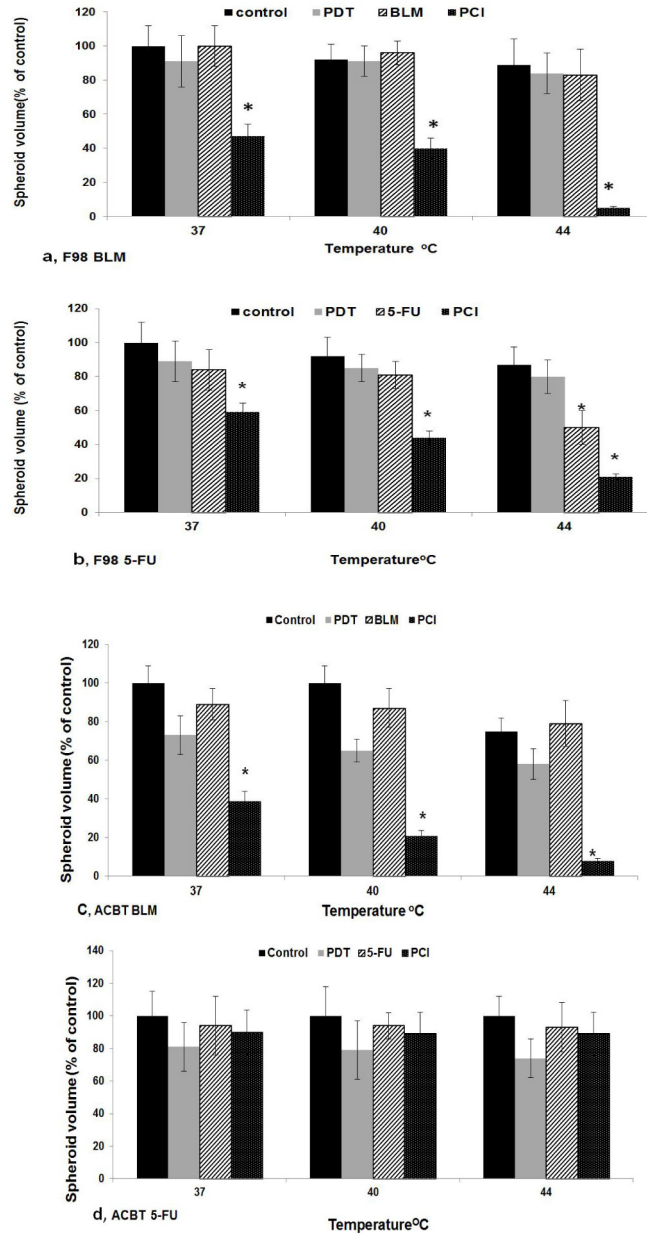 control PDT BLM PCI
Spheroid volume(% of control)
120
100
80
60
40
20
0
* * *
37 40 44
Temperature °C
a, F98 BLM
control PDT 5-FU PCI
Spheroid volume (% of control)
120
100
80
60
40
20
0
* * * *
37 40 44
Temperature°C
b, F98 5-FU
Control PDT BLM PCI
Spheroid volume (% of control)
120
100
80
60
40
20
0
* * *
37 40 44
Temperature °C
C, ACBT BLM
Control PDT 5-FU PCI
Spheroid volume (% of control)
140
120
100
80
60
40
20
0
37 40 44
Temperature°C
d, ACBT 5-FU